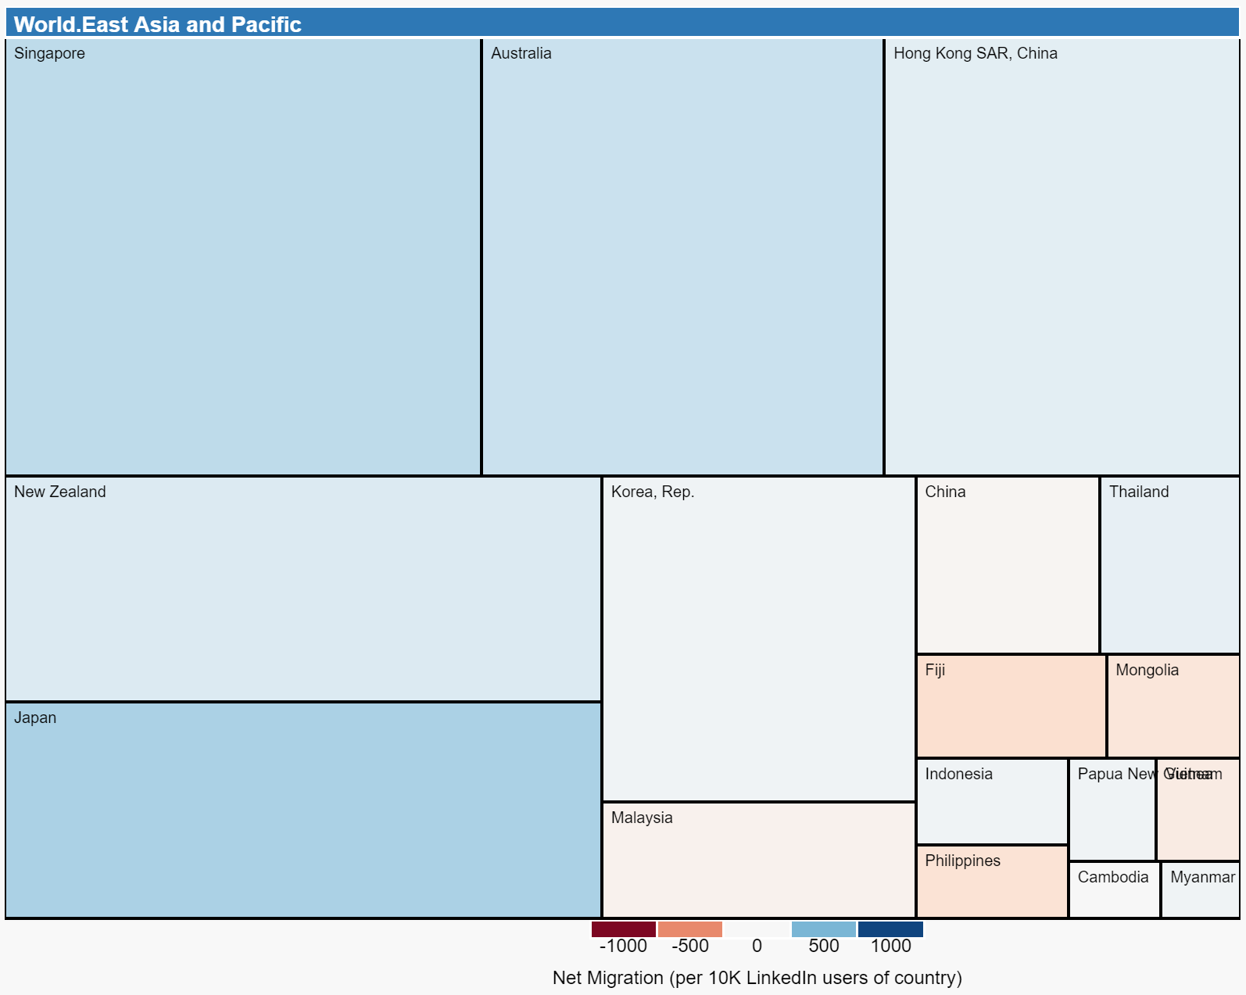 World.East Asia and Pacific
Singapore
Australia
Hong Kong SAR, China
New Zealand
Korea, Rep.
China
Thailand
Fiji
Mongolia
Japan
Indonesia
Papua New Guinea
Vietnam
Malaysia
Philippines
Cambodia
Myanmar
-1000
-500
0
500
1000
Net Migration (per 10K LinkedIn users of country)